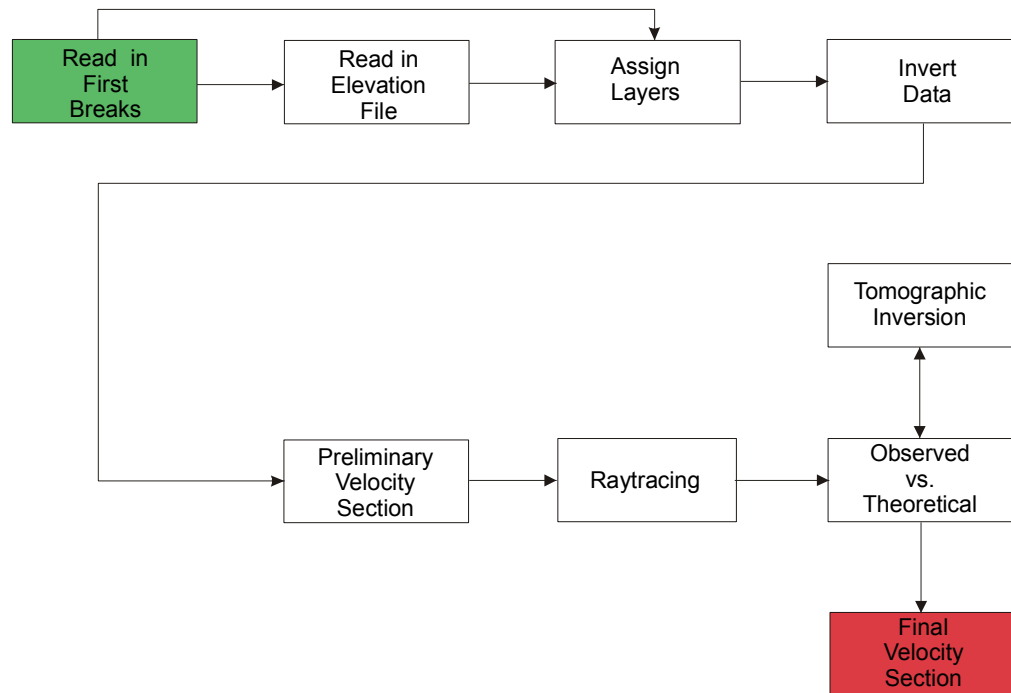 Read in
First
Breaks
Read in
Elevation
File
Assign
Layers
Invert
Data
Tomographic
Inversion
Preliminary
Velocity
Section
Raytracing
Observed
vs.
Theoretical
Final
Velocity
Section